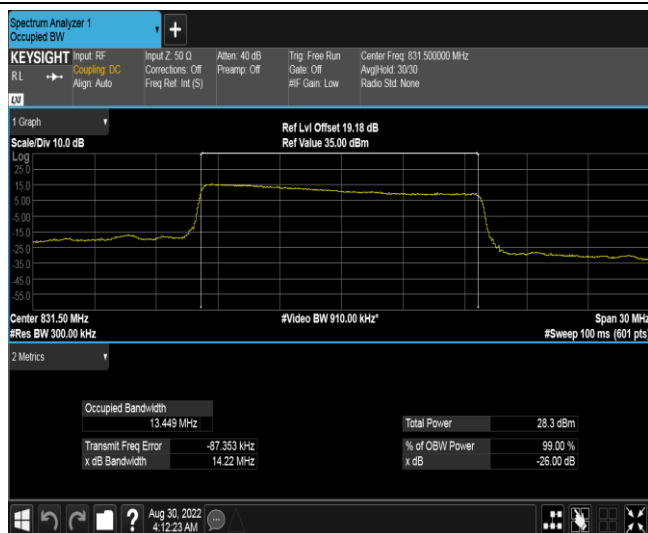 Spectrum Analyzer 1
Occupied BW
+
KEYSIGHT Input: RF Input Z: 50 Ω Atten: 40 dB Trig: Free Run Center Freq: 831.500000 MHz
RL Coupling: DC Corrections: Off Preamp: Off Gate: Off Avg|Hold: 30/30
Align: Auto Freq Ref: Int (S) #IF Gain: Low Radio Std: None
LXI
1 Graph
Ref Lvl Offset 19.18 dB
Scale/Div 10.0 dB Ref Value 35.00 dBm
Log
25.0
15.0
5.00
-5.00
-15.0
-25.0
-35.0
-45.0
-55.0
Center 831.50 MHz #Video BW 910.00 kHz* Span 30 MHz
#Res BW 300.00 kHz #Sweep 100 ms (601 pts)
2 Metrics
Occupied Bandwidth
13.449 MHz Total Power 28.3 dBm
Transmit Freq Error -87.353 kHz % of OBW Power 99.00 %
x dB Bandwidth 14.22 MHz x dB -26.00 dB
? Aug 30, 2022
4:12:23 AM